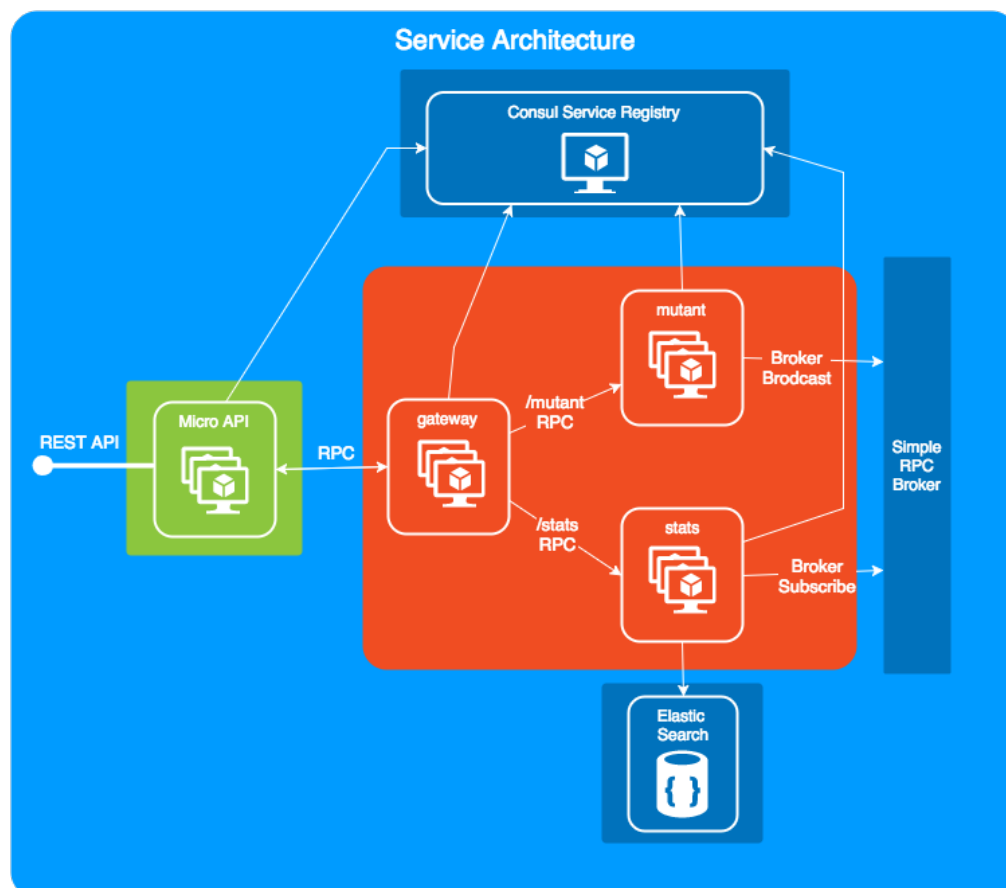 Service Architecture
Consul Service Registry
mutant
Broker
Brodcast
/mutant
RPC
REST API
Micro API
RPC
gateway
Simple
RPC
Broker
/stats
RPC
stats
Broker
Subscribe
Elastic
Search
{ }